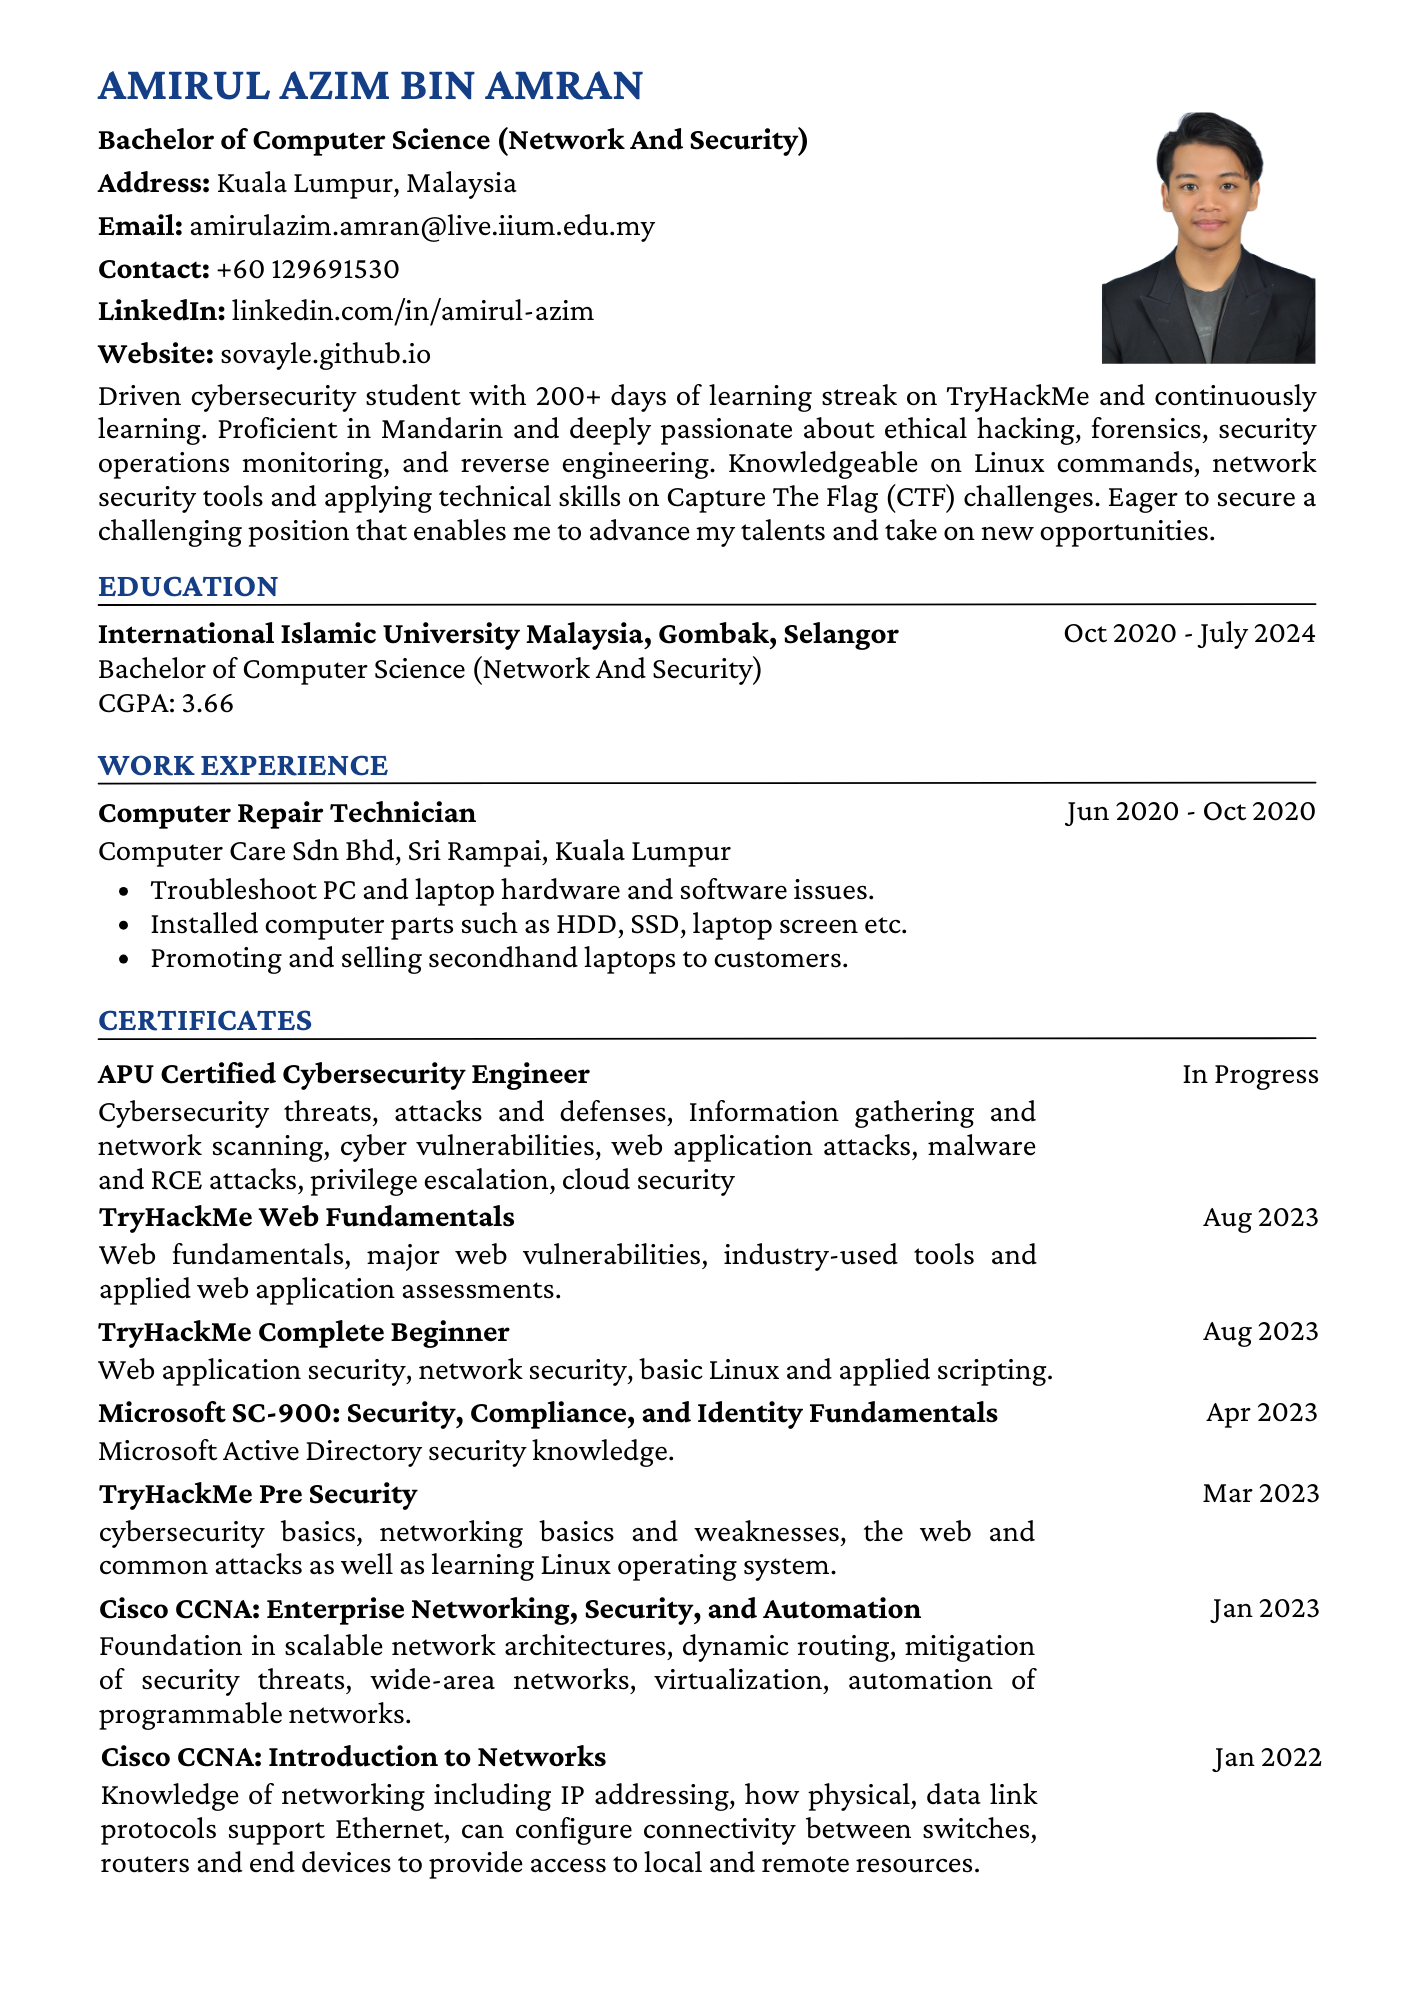 AMIRUL AZIM BIN AMRAN
Bachelor of Computer Science (Network And Security)
Address: Kuala Lumpur, Malaysia
Email: amirulazim.amran@live.iium.edu.my
Contact: +60 129691530
LinkedIn: linkedin.com/in/amirul-azim
Website: sovayle.github.io
Driven cybersecurity student with 200+ days of learning streak on TryHackMe and continuously
learning. Proficient in Mandarin and deeply passionate about ethical hacking, forensics, security
operations monitoring, and reverse engineering. Knowledgeable on Linux commands, network
security tools and applying technical skills on Capture The Flag (CTF) challenges. Eager to secure a
challenging position that enables me to advance my talents and take on new opportunities.
EDUCATION
International Islamic University Malaysia, Gombak, Selangor Oct 2020 - July 2024
Bachelor of Computer Science (Network And Security)
CGPA: 3.66
WORK EXPERIENCE
Computer Repair Technician Jun 2020 - Oct 2020
Computer Care Sdn Bhd, Sri Rampai, Kuala Lumpur
• Troubleshoot PC and laptop hardware and software issues.
• Installed computer parts such as HDD, SSD, laptop screen etc.
• Promoting and selling secondhand laptops to customers.
CERTIFICATES
APU Certified Cybersecurity Engineer In Progress
Cybersecurity threats, attacks and defenses, Information gathering and
network scanning, cyber vulnerabilities, web application attacks, malware
and RCE attacks, privilege escalation, cloud security
TryHackMe Web Fundamentals Aug 2023
Web fundamentals, major web vulnerabilities, industry-used tools and
applied web application assessments.
TryHackMe Complete Beginner Aug 2023
Web application security, network security, basic Linux and applied scripting.
Microsoft SC-900: Security, Compliance, and Identity Fundamentals Apr 2023
Microsoft Active Directory security knowledge.
TryHackMe Pre Security Mar 2023
cybersecurity basics, networking basics and weaknesses, the web and
common attacks as well as learning Linux operating system.
Cisco CCNA: Enterprise Networking, Security, and Automation Jan 2023
Foundation in scalable network architectures, dynamic routing, mitigation
of security threats, wide-area networks, virtualization, automation of
programmable networks.
Cisco CCNA: Introduction to Networks Jan 2022
Knowledge of networking including IP addressing, how physical, data link
protocols support Ethernet, can configure connectivity between switches,
routers and end devices to provide access to local and remote resources.